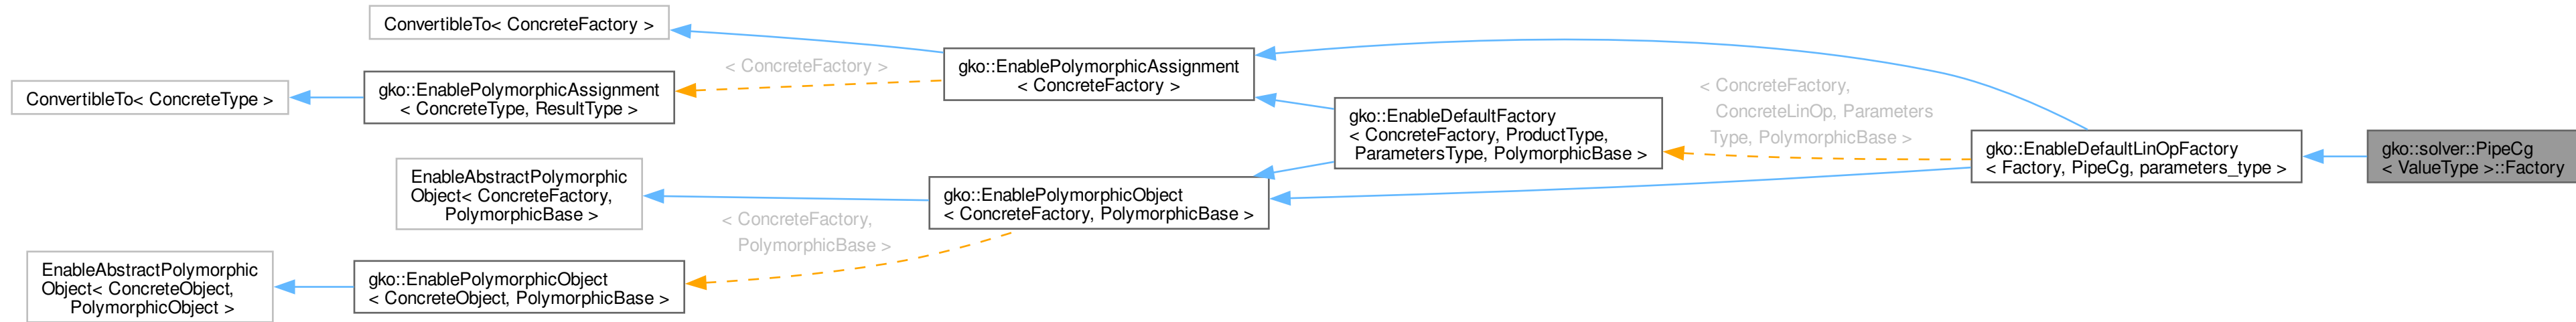 ConvertibleTo< ConcreteFactory >
ConvertibleTo< ConcreteType >
gko::EnablePolymorphicAssignment
< ConcreteType, ResultType >
< ConcreteFactory >
gko::EnablePolymorphicAssignment
< ConcreteFactory >
EnableAbstractPolymorphic
Object< ConcreteFactory,
PolymorphicBase >
EnableAbstractPolymorphic
Object< ConcreteObject,
PolymorphicObject >
gko::EnablePolymorphicObject
< ConcreteObject, PolymorphicBase >
< ConcreteFactory,
PolymorphicBase >
gko::EnablePolymorphicObject
< ConcreteFactory, PolymorphicBase >
gko::EnableDefaultFactory
< ConcreteFactory, ProductType,
ParametersType, PolymorphicBase >
< ConcreteFactory,
ConcreteLinOp, Parameters
Type, PolymorphicBase >
gko::EnableDefaultLinOpFactory
< Factory, PipeCg, parameters_type >
gko::solver::PipeCg
< ValueType >::Factory